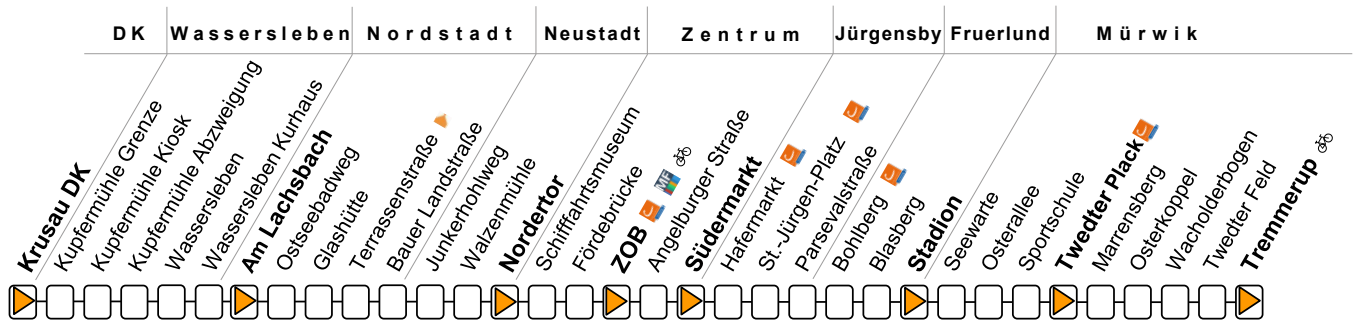 DK
Wassersleben
Nordstadt
Neustadt
Zentrum
Jürgensby
Fruerlund
Mürwik
Krusau DK
Kupfermühle Grenze
Kupfermühle Kiosk
Kupfermühle Abzweigung
Wassersleben
Wassersleben Kurhaus
Am Lachsbach
Ostseebadweg
Glashütte
Terrassenstraße
Bauer Landstraße
Junkerhohlweg
Walzenmühle
Nordertor
Schifffahrtsmuseum
Fördebrücke
ZOB
MF
Angelburger Straße
Südermarkt
Hafermarkt
St.-Jürgen-Platz
Parsevalstraße
Bohlberg
Blasberg
Stadion
Seewarte
Osterallee
Sportschule
Twedter Plack
Marrensberg
Osterkoppel
Wacholderbogen
Twedter Feld
Tremmerup